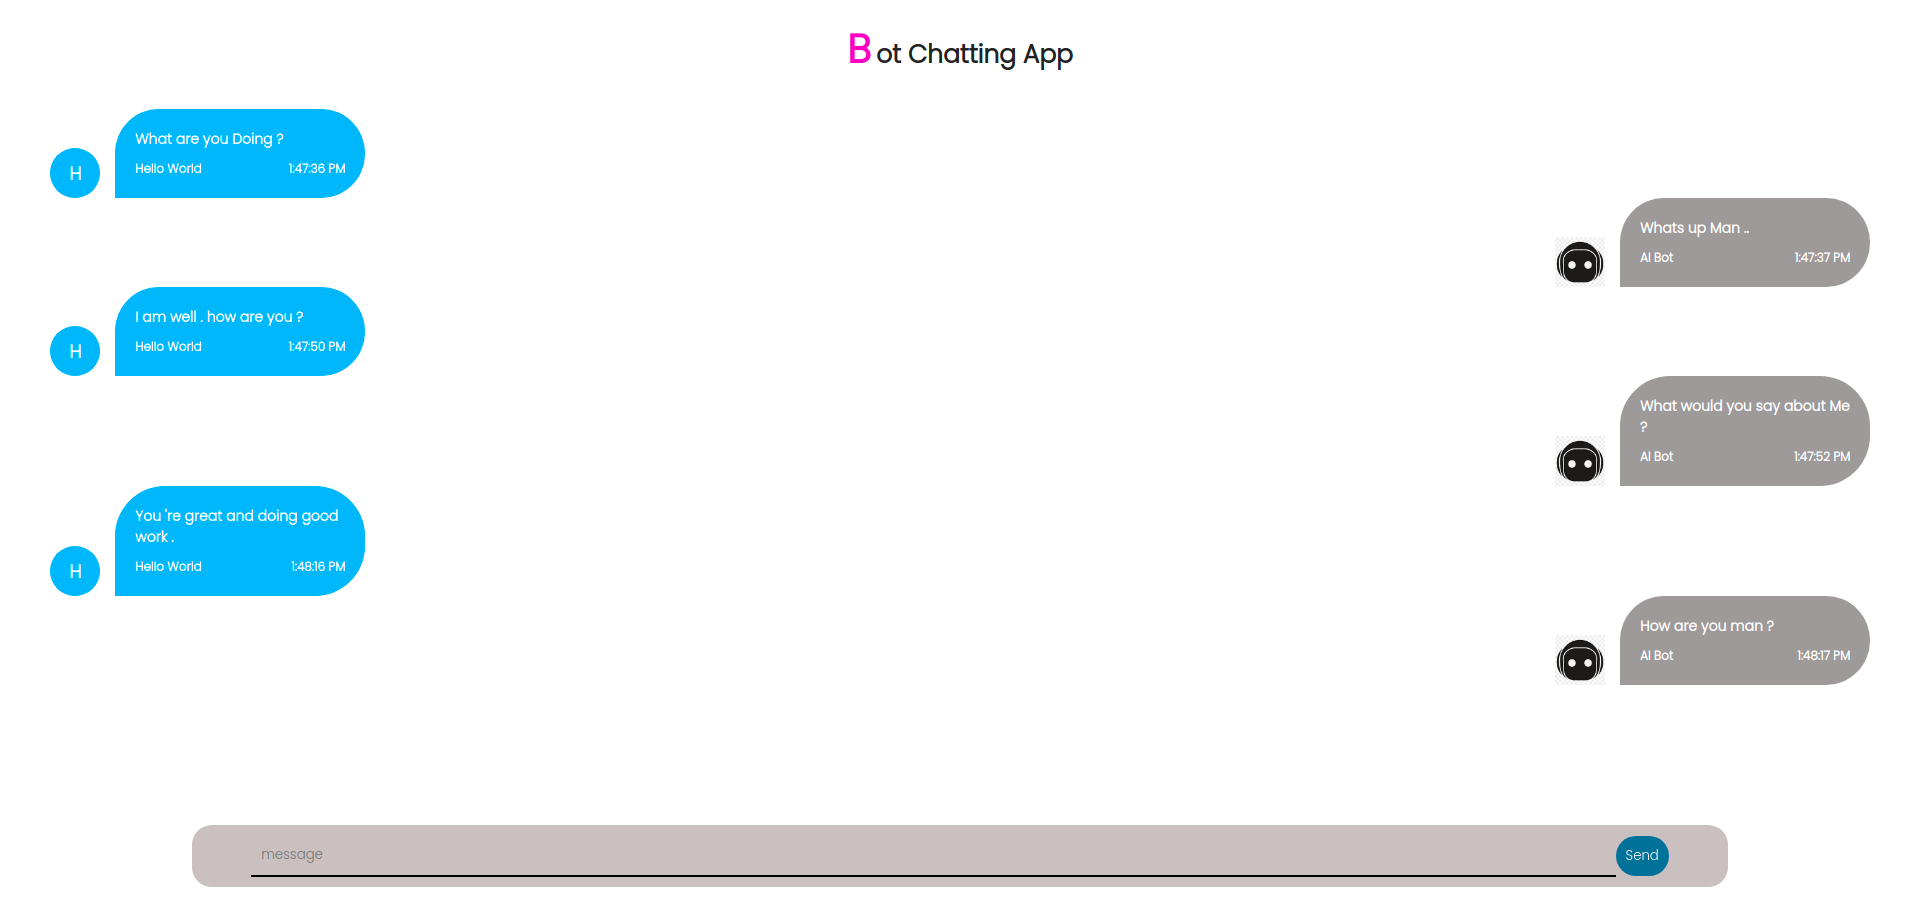 B ot Chatting App
What are you Doing ?
Hello World 1:47:36 PM
H
Whats up Man ..
AI Bot 1:47:37 PM
I am well . how are you ?
Hello World 1:47:50 PM
H
What would you say about Me
?
AI Bot 1:47:52 PM
You 're great and doing good
work .
Hello World 1:48:16 PM
H
How are you man ?
AI Bot 1:48:17 PM
message
Send